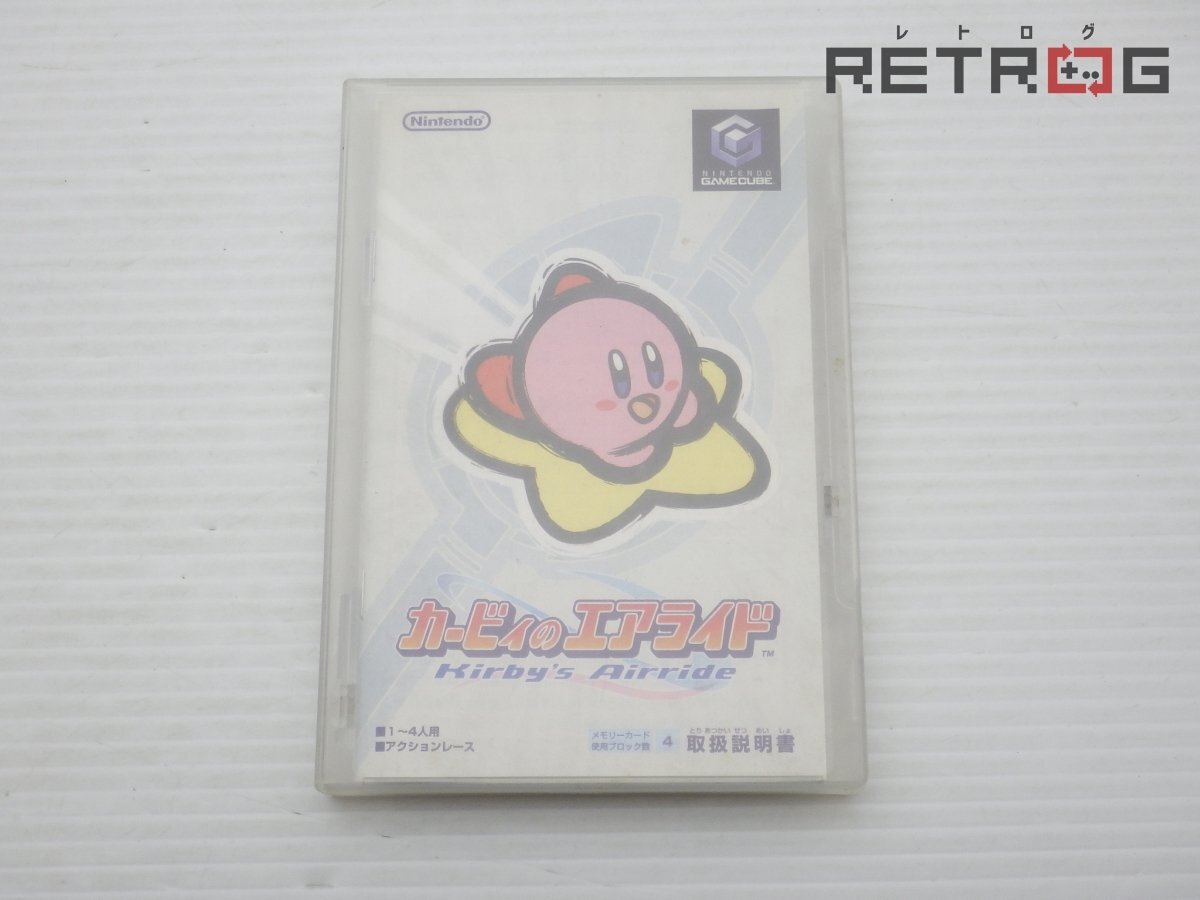 レトログ
RETROG
Nintendo
NINTENDO
GAMECUBE
カービィのエアライド
TM
Kirby's Airride
■1〜4人用
■アクションレース
メモリーカード
使用ブロック数
4
とりあつかいせつめいしょ
取扱説明書